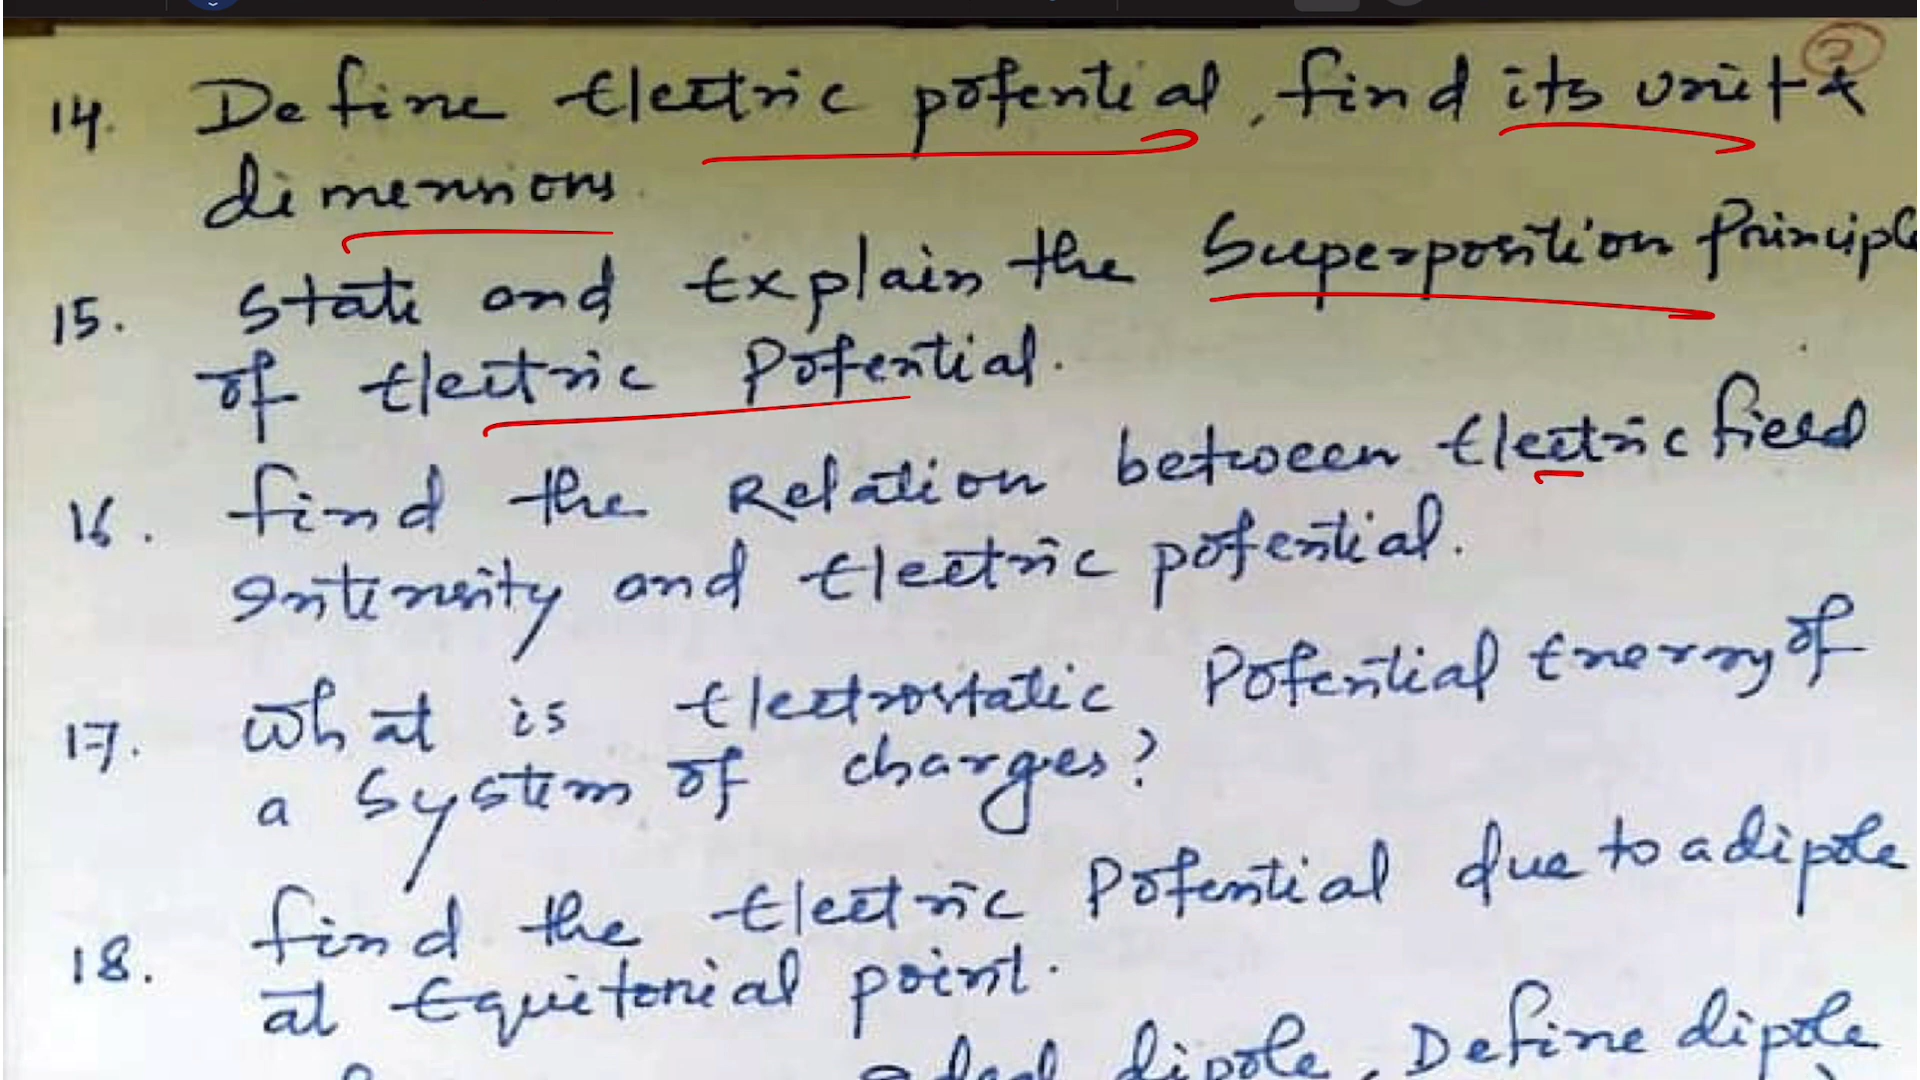 2
14. Define Electric potential, find its unit &
dimensions.
15. State and Explain the Superposition Principle
of Electric Potential.
16. find the Relation between Electric field
Intensity and Electric potential.
17. What is Electrostatic Potential Energy of
a System of charges?
18. find the Electric Potential due to a dipole
at Equitorial point.
dipole, Define dipole